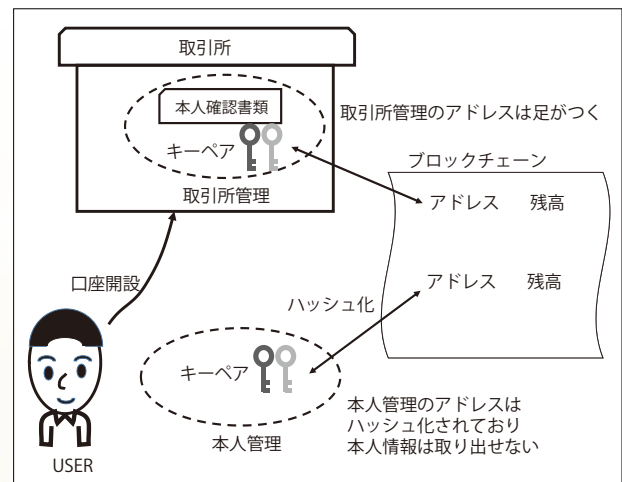 取引所
本人確認書類
キーペア
取引所管理
取引所管理のアドレスは足がつく
ブロックチェーン
アドレス 残高
アドレス 残高
口座開設
ハッシュ化
キーペア
本人管理
本人管理のアドレスは
ハッシュ化されており
本人情報は取り出せない
USER